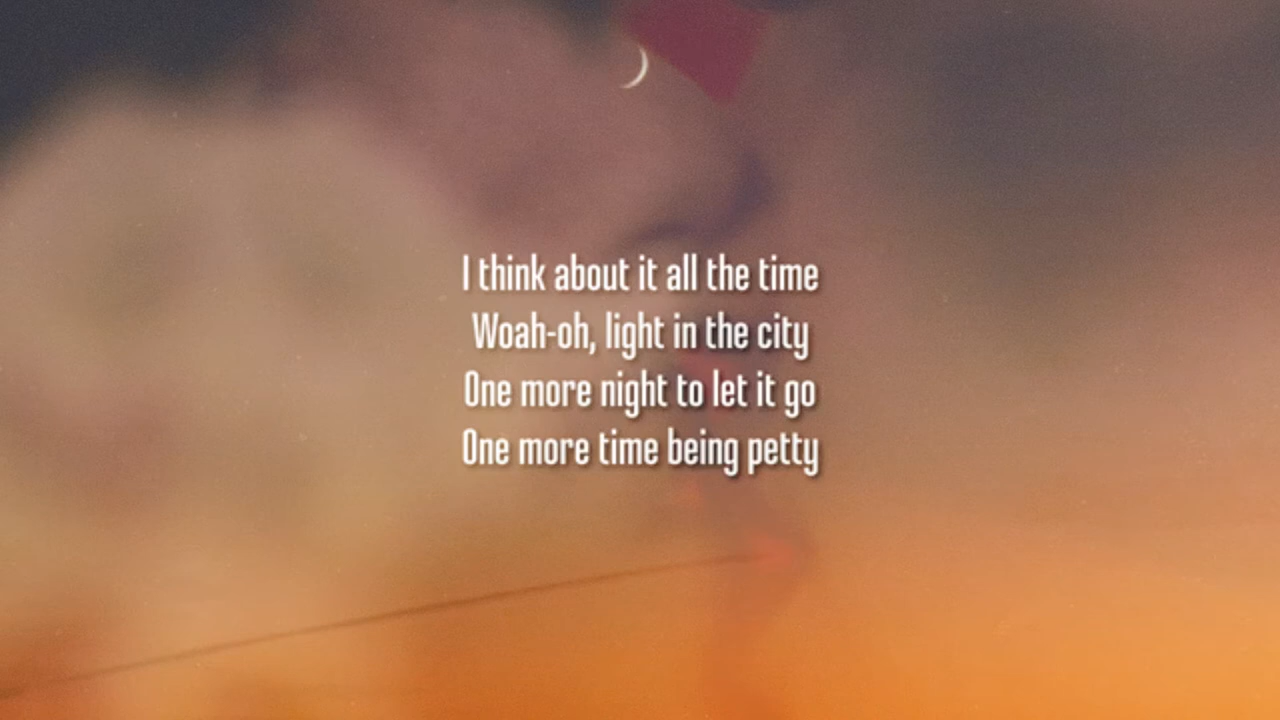 I think about it all the time
Woah-oh, light in the city
One more night to let it go
One more time being petty